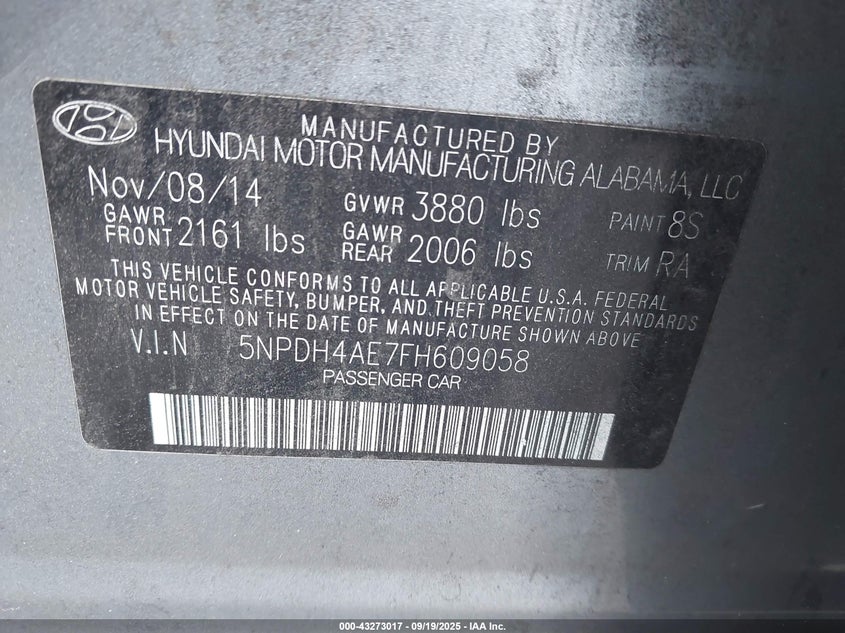 MANUFACTURED BY
HYUNDAI MOTOR MANUFACTURING ALABAMA, LLC
Nov/08/14 GVWR 3880 lbs PAINT 8S
GAWR FRONT 2161 lbs GAWR REAR 2006 lbs TRIM RA
THIS VEHICLE CONFORMS TO ALL APPLICABLE U.S.A. FEDERAL
MOTOR VEHICLE SAFETY, BUMPER, AND THEFT PREVENTION STANDARDS
IN EFFECT ON THE DATE OF MANUFACTURE SHOWN ABOVE
V.I.N 5NPDH4AE7FH609058
PASSENGER CAR
000-43273017 - 09/19/2025 - IAA Inc.